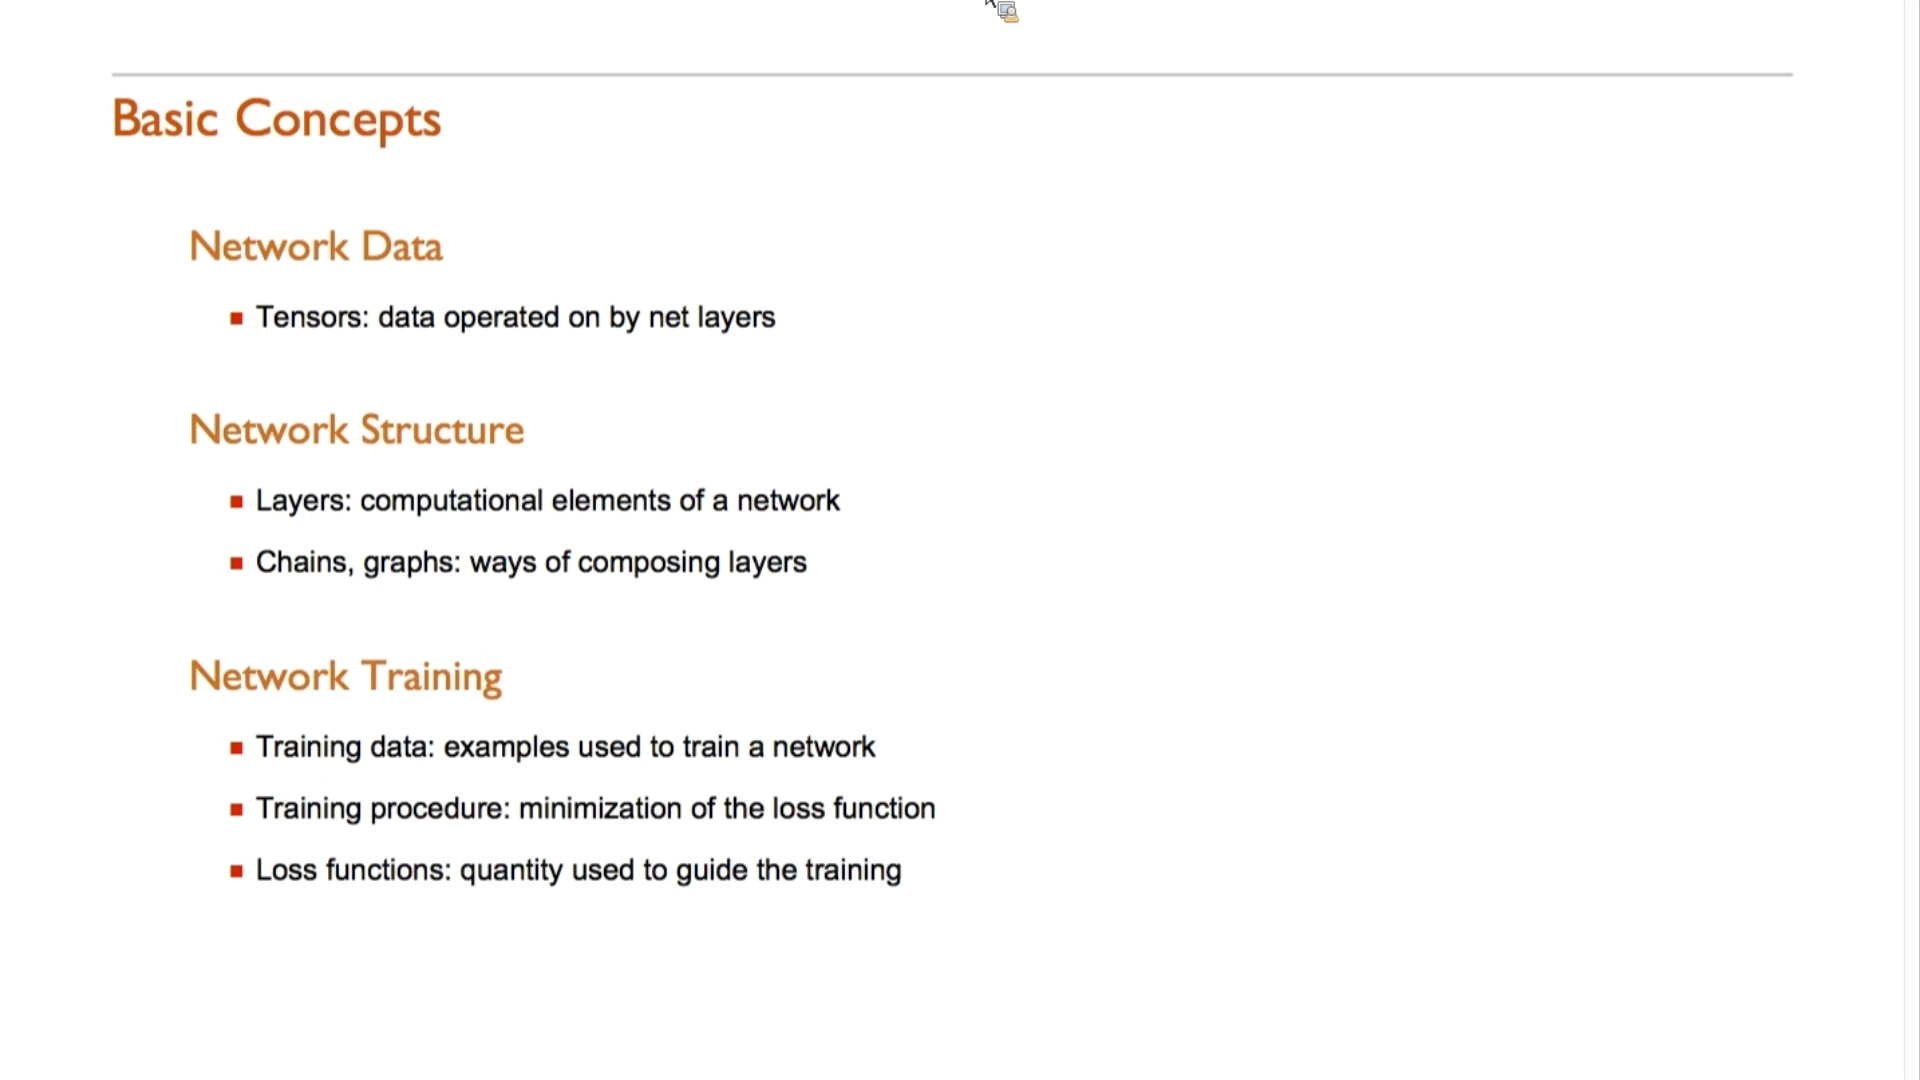 Basic Concepts
Network Data
Tensors: data operated on by net layers
Network Structure
Layers: computational elements of a network
Chains, graphs: ways of composing layers
Network Training
Training data: examples used to train a network
Training procedure: minimization of the loss function
Loss functions: quantity used to guide the training